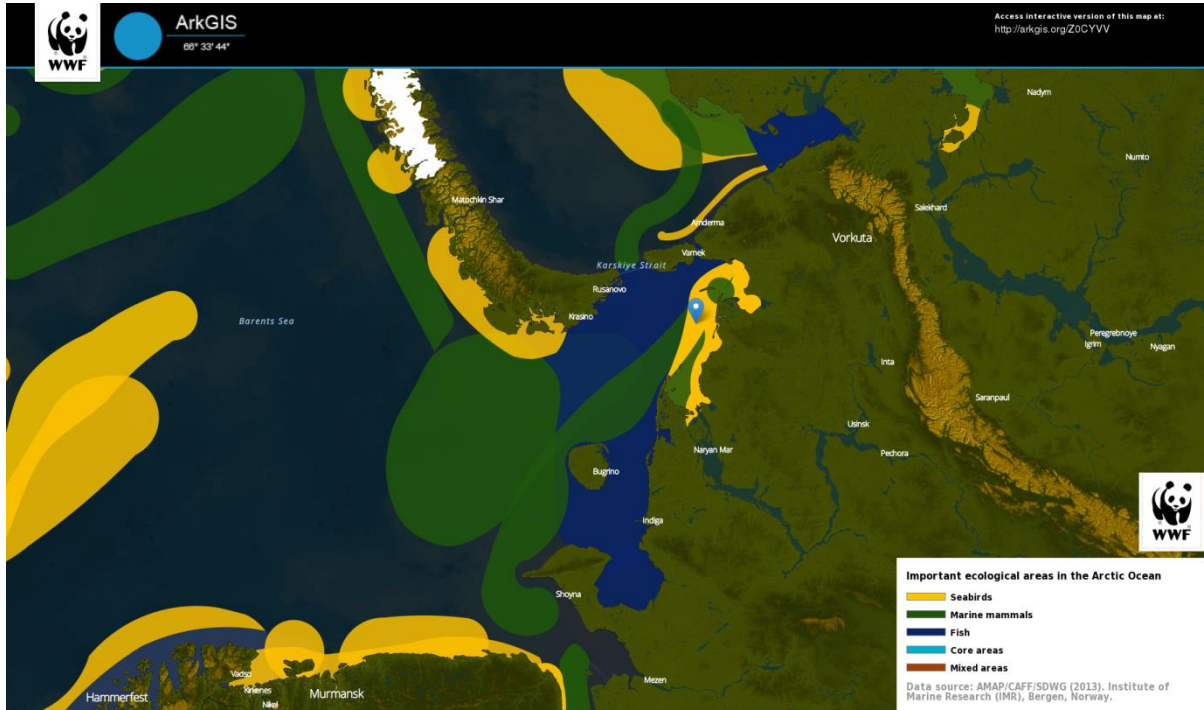 WWF
ArkGIS
66° 33' 44"
Access interactive version of this map at:
http://arkgis.org/Z0CYVV
Nadym
Numto
Matochkin Shar
Salekhard
Amderma
Vorkuta
Varnek
Karskiye Strait
Rusanovo
Krasino
Barents Sea
Peregrebnoye
Igrim
Nyagan
Inta
Saranpaul
Usinsk
Naryan Mar
Pechora
Bugrino
WWF
Indiga
Important ecological areas in the Arctic Ocean
Seabirds
Shoyna
Marine mammals
Fish
Core areas
Mixed areas
Vadso
Mezen
Kirkenes
Hammerfest
Murmansk
Nikel
Data source: AMAP/CAFF/SDWG (2013). Institute of
Marine Research (IMR), Bergen, Norway.